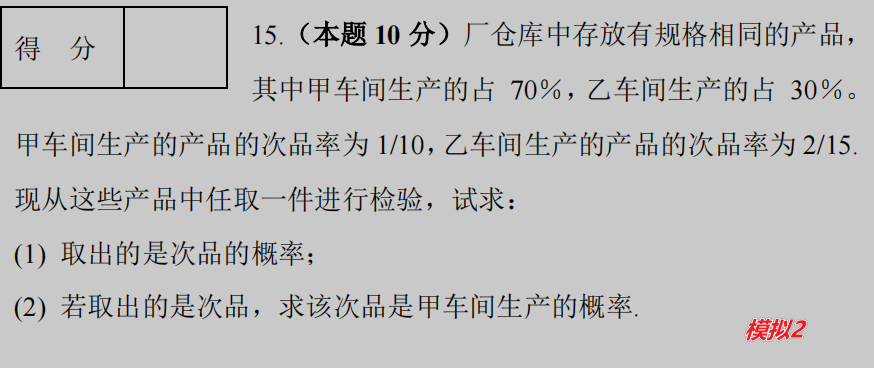 得 分
15.（本题 10 分）厂仓库中存放有规格相同的产品，
其中甲车间生产的占 70%，乙车间生产的占 30%。
甲车间生产的产品的次品率为 1/10，乙车间生产的产品的次品率为 2/15.
现从这些产品中任取一件进行检验，试求：
(1) 取出的是次品的概率；
(2) 若取出的是次品，求该次品是甲车间生产的概率.
模拟2